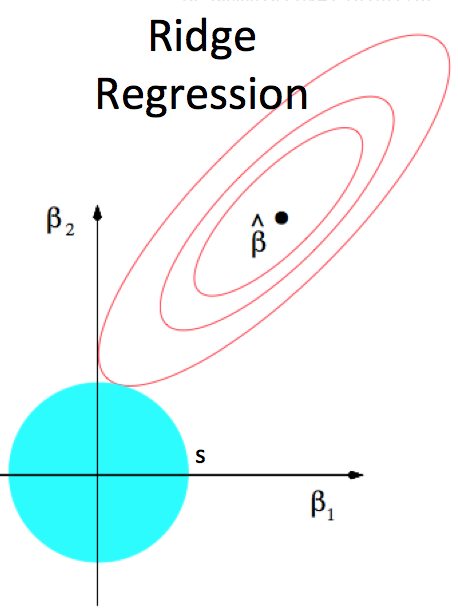 Ridge
Regression
β₂
β̂
s
β₁